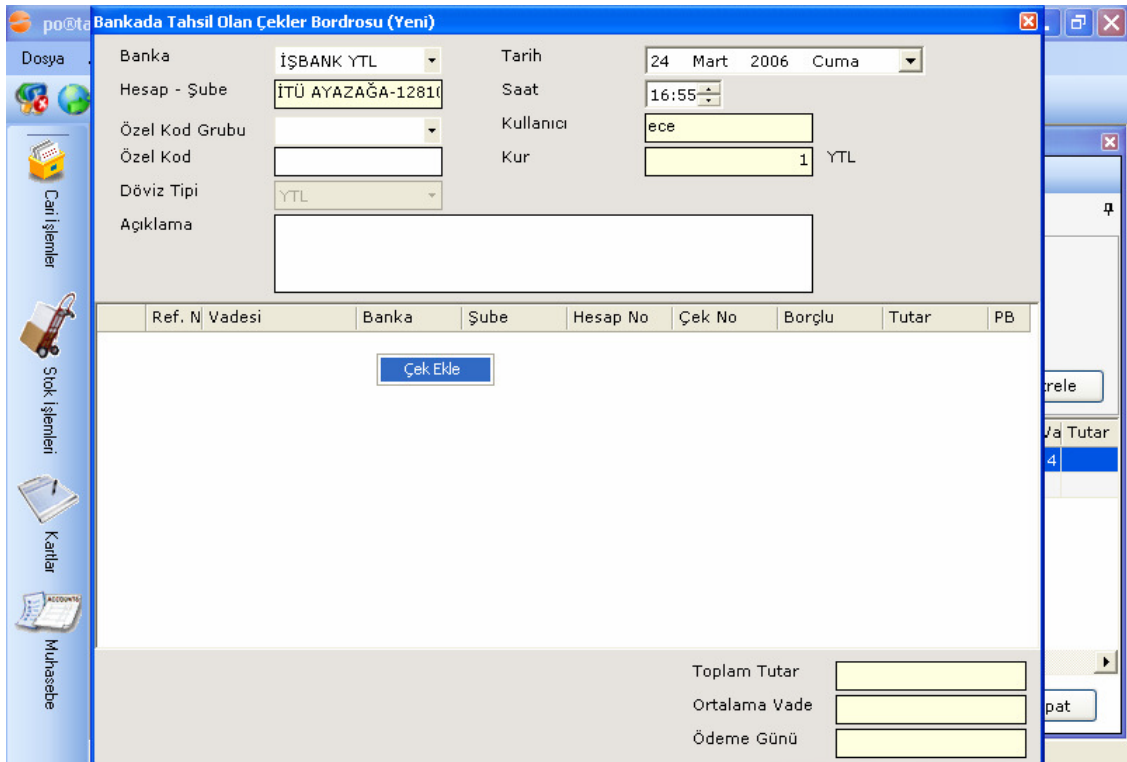 po®ta
Bankada Tahsil Olan Çekler Bordrosu (Yeni)
Dosya
Banka İŞBANK YTL Tarih 24 Mart 2006 Cuma
Hesap - Şube İTÜ AYAZAĞA-1281( Saat 16:55
Özel Kod Grubu Kullanıcı ece
Özel Kod Kur 1 YTL
Döviz Tipi YTL
Açıklama
Ref. N Vadesi Banka Şube Hesap No Çek No Borçlu Tutar PB
Çek Ekle
Cari İşlemler
Stok İşlemleri
Kartlar
ACCOUNTS
Muhasebe
trele
Va Tutar
4
pat
Toplam Tutar
Ortalama Vade
Ödeme Günü